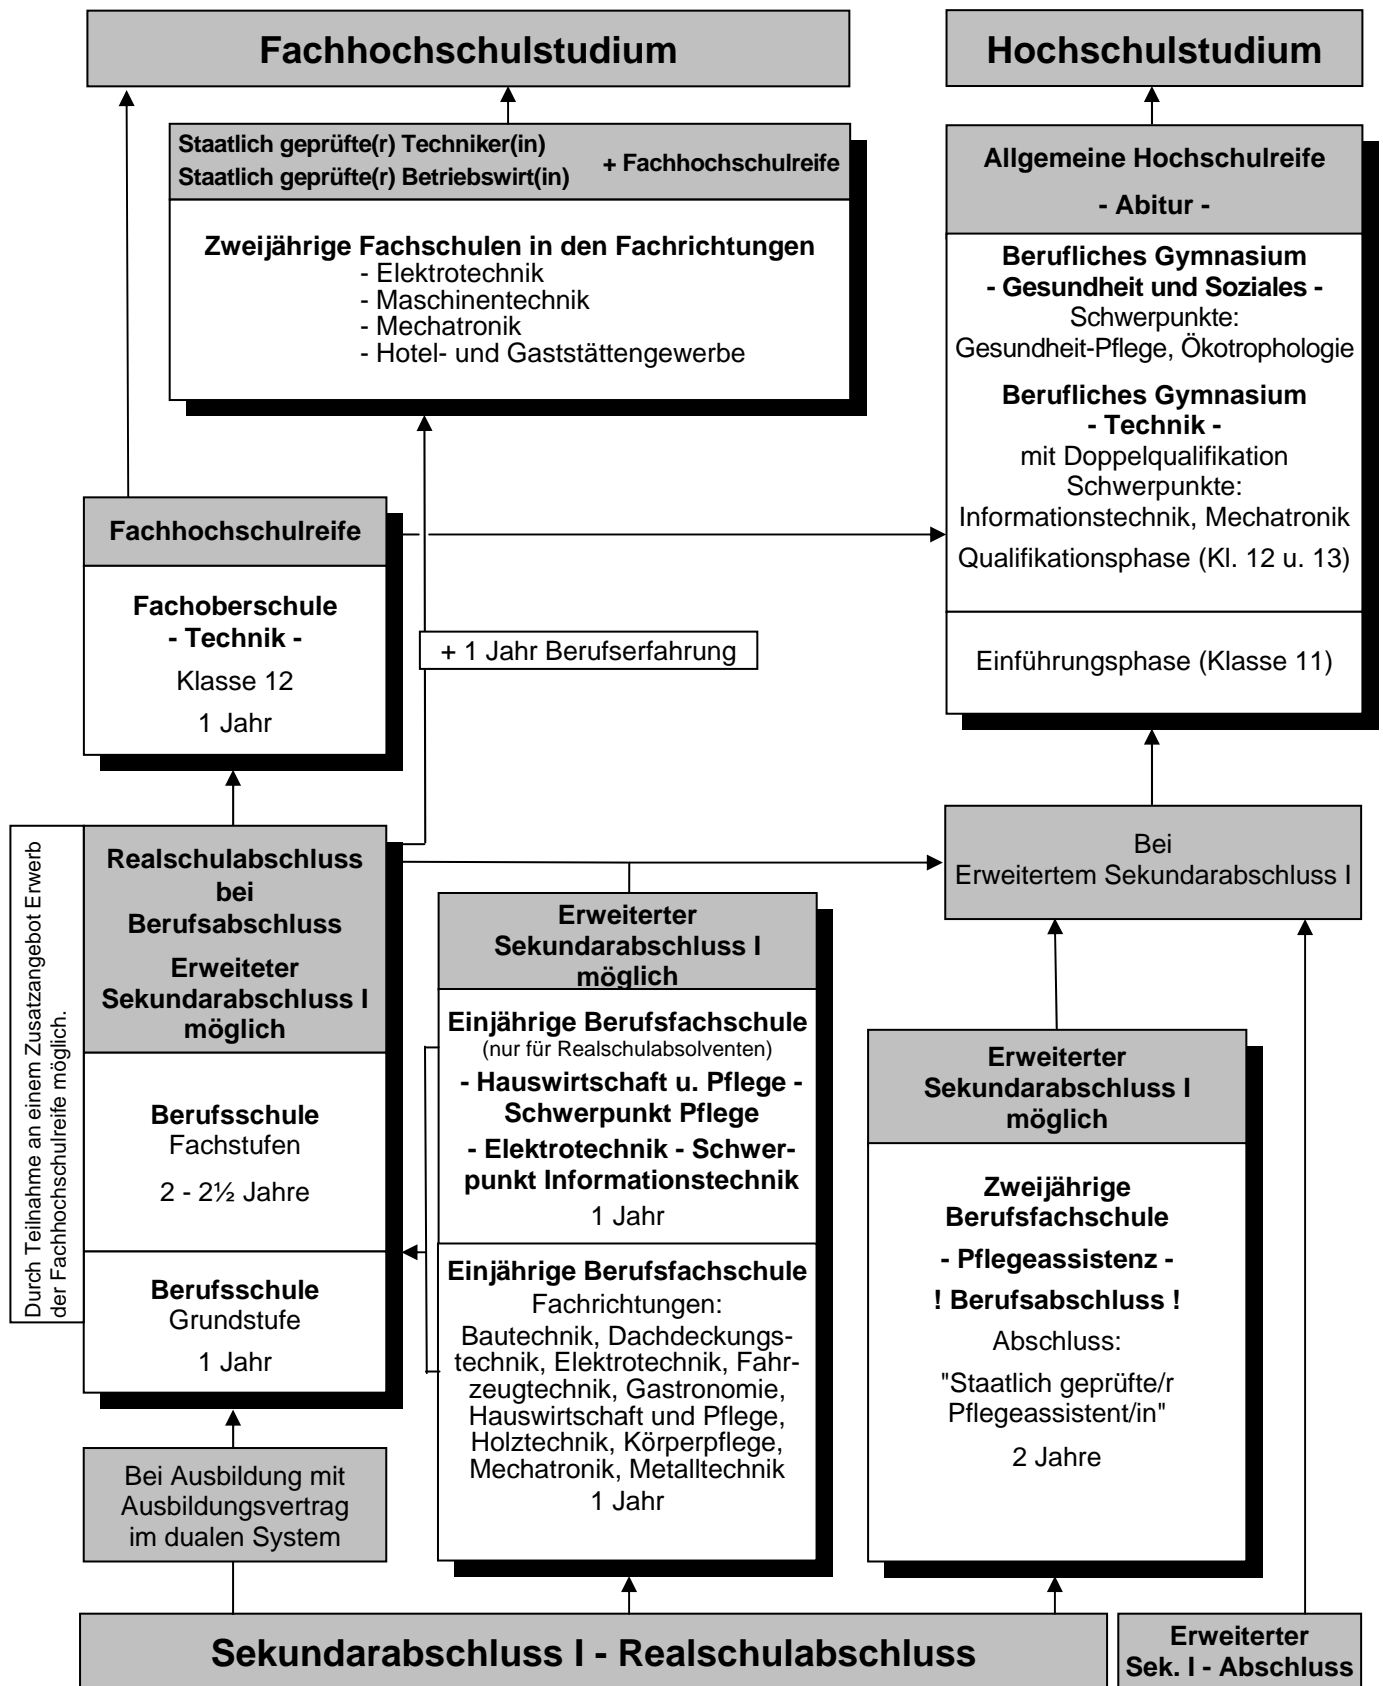 Fachhochschulstudium
Hochschulstudium
Staatlich geprüfte(r) Techniker(in)
Staatlich geprüfte(r) Betriebswirt(in)
+ Fachhochschulreife
Zweijährige Fachschulen in den Fachrichtungen
- Elektrotechnik
- Maschinentechnik
- Mechatronik
- Hotel- und Gaststättengewerbe
Allgemeine Hochschulreife
- Abitur -
Berufliches Gymnasium
- Gesundheit und Soziales -
Schwerpunkte:
Gesundheit-Pflege, Ökotrophologie
Berufliches Gymnasium
- Technik -
mit Doppelqualifikation
Schwerpunkte:
Informationstechnik, Mechatronik
Qualifikationsphase (Kl. 12 u. 13)
Einführungsphase (Klasse 11)
Fachhochschulreife
Fachoberschule
- Technik -
Klasse 12
1 Jahr
+ 1 Jahr Berufserfahrung
Durch Teilnahme an einem Zusatzangebot Erwerb
der Fachhochschulreife möglich.
Realschulabschluss
bei
Berufsabschluss
Erweiteter
Sekundarabschluss I
möglich
Berufsschule
Fachstufen
2 - 2½ Jahre
Berufsschule
Grundstufe
1 Jahr
Bei Ausbildung mit
Ausbildungsvertrag
im dualen System
Erweiterter
Sekundarabschluss I
möglich
Einjährige Berufsfachschule
(nur für Realschulabsolventen)
- Hauswirtschaft u. Pflege -
Schwerpunkt Pflege
- Elektrotechnik - Schwer-
punkt Informationstechnik
1 Jahr
Einjährige Berufsfachschule
Fachrichtungen:
Bautechnik, Dachdeckungs-
technik, Elektrotechnik, Fahr-
zeugtechnik, Gastronomie,
Hauswirtschaft und Pflege,
Holztechnik, Körperpflege,
Mechatronik, Metalltechnik
1 Jahr
Bei
Erweitertem Sekundarabschluss I
Erweiterter
Sekundarabschluss I
möglich
Zweijährige
Berufsfachschule
- Pflegeassistenz -
! Berufsabschluss !
Abschluss:
"Staatlich geprüfte/r
Pflegeassistent/in"
2 Jahre
Sekundarabschluss I - Realschulabschluss
Erweiterter
Sek. I - Abschluss